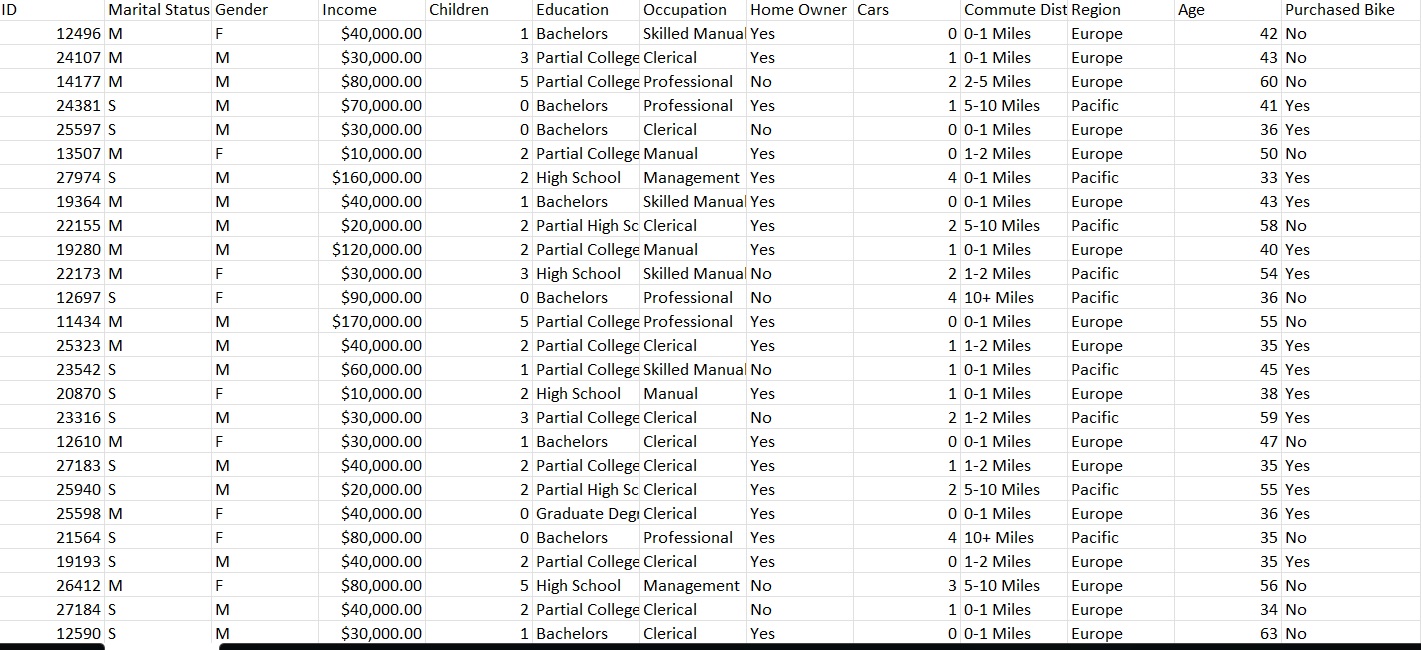 ID Marital Status Gender Income Children Education Occupation Home Owner Cars Commute Dist Region Age Purchased Bike
12496 M F $40,000.00 1 Bachelors Skilled Manual Yes 0 0-1 Miles Europe 42 No
24107 M M $30,000.00 3 Partial College Clerical Yes 1 0-1 Miles Europe 43 No
14177 M M $80,000.00 5 Partial College Professional No 2 2-5 Miles Europe 60 No
24381 S M $70,000.00 0 Bachelors Professional Yes 1 5-10 Miles Pacific 41 Yes
25597 S M $30,000.00 0 Bachelors Clerical No 0 0-1 Miles Europe 36 Yes
13507 M F $10,000.00 2 Partial College Manual Yes 0 1-2 Miles Europe 50 No
27974 S M $160,000.00 2 High School Management Yes 4 0-1 Miles Pacific 33 Yes
19364 M M $40,000.00 1 Bachelors Skilled Manual Yes 0 0-1 Miles Europe 43 Yes
22155 M M $20,000.00 2 Partial High Sc Clerical Yes 2 5-10 Miles Pacific 58 No
19280 M M $120,000.00 2 Partial College Manual Yes 1 0-1 Miles Europe 40 Yes
22173 M F $30,000.00 3 High School Skilled Manual No 2 1-2 Miles Pacific 54 Yes
12697 S F $90,000.00 0 Bachelors Professional No 4 10+ Miles Pacific 36 No
11434 M M $170,000.00 5 Partial College Professional Yes 0 0-1 Miles Europe 55 No
25323 M M $40,000.00 2 Partial College Clerical Yes 1 1-2 Miles Europe 35 Yes
23542 S M $60,000.00 1 Partial College Skilled Manual No 1 0-1 Miles Pacific 45 Yes
20870 S F $10,000.00 2 High School Manual Yes 1 0-1 Miles Europe 38 Yes
23316 S M $30,000.00 3 Partial College Clerical No 2 1-2 Miles Pacific 59 Yes
12610 M F $30,000.00 1 Bachelors Clerical Yes 0 0-1 Miles Europe 47 No
27183 S M $40,000.00 2 Partial College Clerical Yes 1 1-2 Miles Europe 35 Yes
25940 S M $20,000.00 2 Partial High Sc Clerical Yes 2 5-10 Miles Pacific 55 Yes
25598 M F $40,000.00 0 Graduate Degr Clerical Yes 0 0-1 Miles Europe 36 Yes
21564 S F $80,000.00 0 Bachelors Professional Yes 4 10+ Miles Pacific 35 No
19193 S M $40,000.00 2 Partial College Clerical Yes 0 1-2 Miles Europe 35 Yes
26412 M F $80,000.00 5 High School Management No 3 5-10 Miles Europe 56 No
27184 S M $40,000.00 2 Partial College Clerical No 1 0-1 Miles Europe 34 No
12590 S M $30,000.00 1 Bachelors Clerical Yes 0 0-1 Miles Europe 63 No